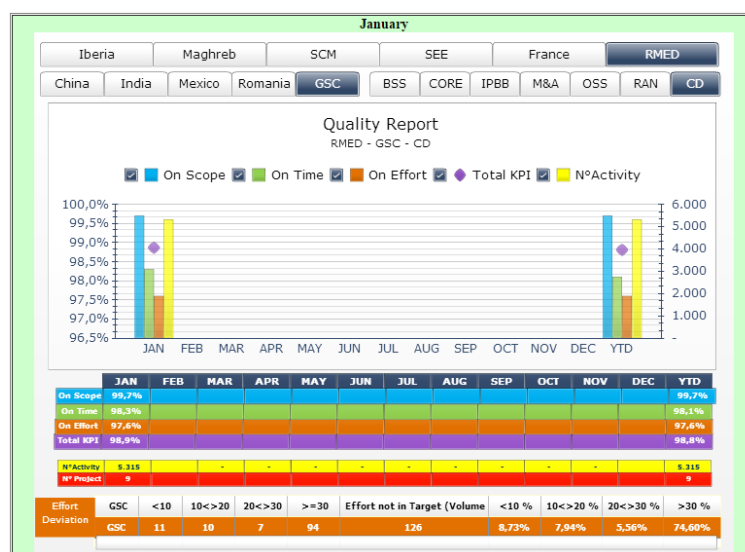 January
Iberia Maghreb SCM SEE France RMED
China India Mexico Romania GSC BSS CORE IPBB M&A OSS RAN CD
Quality Report
RMED - GSC - CD
On Scope On Time On Effort Total KPI NºActivity
100,0% 6.000
99,5% 5.000
99,0% 4.000
98,5%
98,0% 3.000
97,5% 2.000
97,0% 1.000
96,5% -
JAN FEB MAR APR MAY JUN JUL AUG SEP OCT NOV DEC YTD
JAN FEB MAR APR MAY JUN JUL AUG SEP OCT NOV DEC YTD
On Scope 99,7% 99,7%
On Time 98,3% 98,1%
On Effort 97,6% 97,6%
Total KPI 98,9% 98,8%
NºActivity 5.315 - - - - - - - - - 5.315
Nº Project 9 9
Effort Deviation GSC <10 10<>20 20<>30 >=30 Effort not in Target (Volume <10 % 10<>20 % 20<>30 % >30 %
GSC 11 10 7 94 126 8,73% 7,94% 5,56% 74,60%